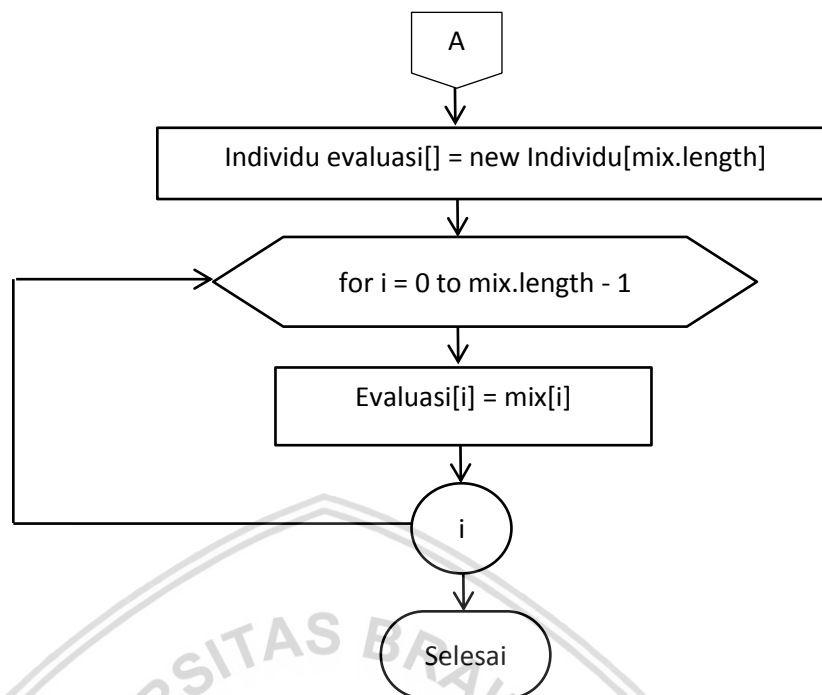 A
Individu evaluasi[] = new Individu[mix.length]
for i = 0 to mix.length - 1
Evaluasi[i] = mix[i]
i
Selesai